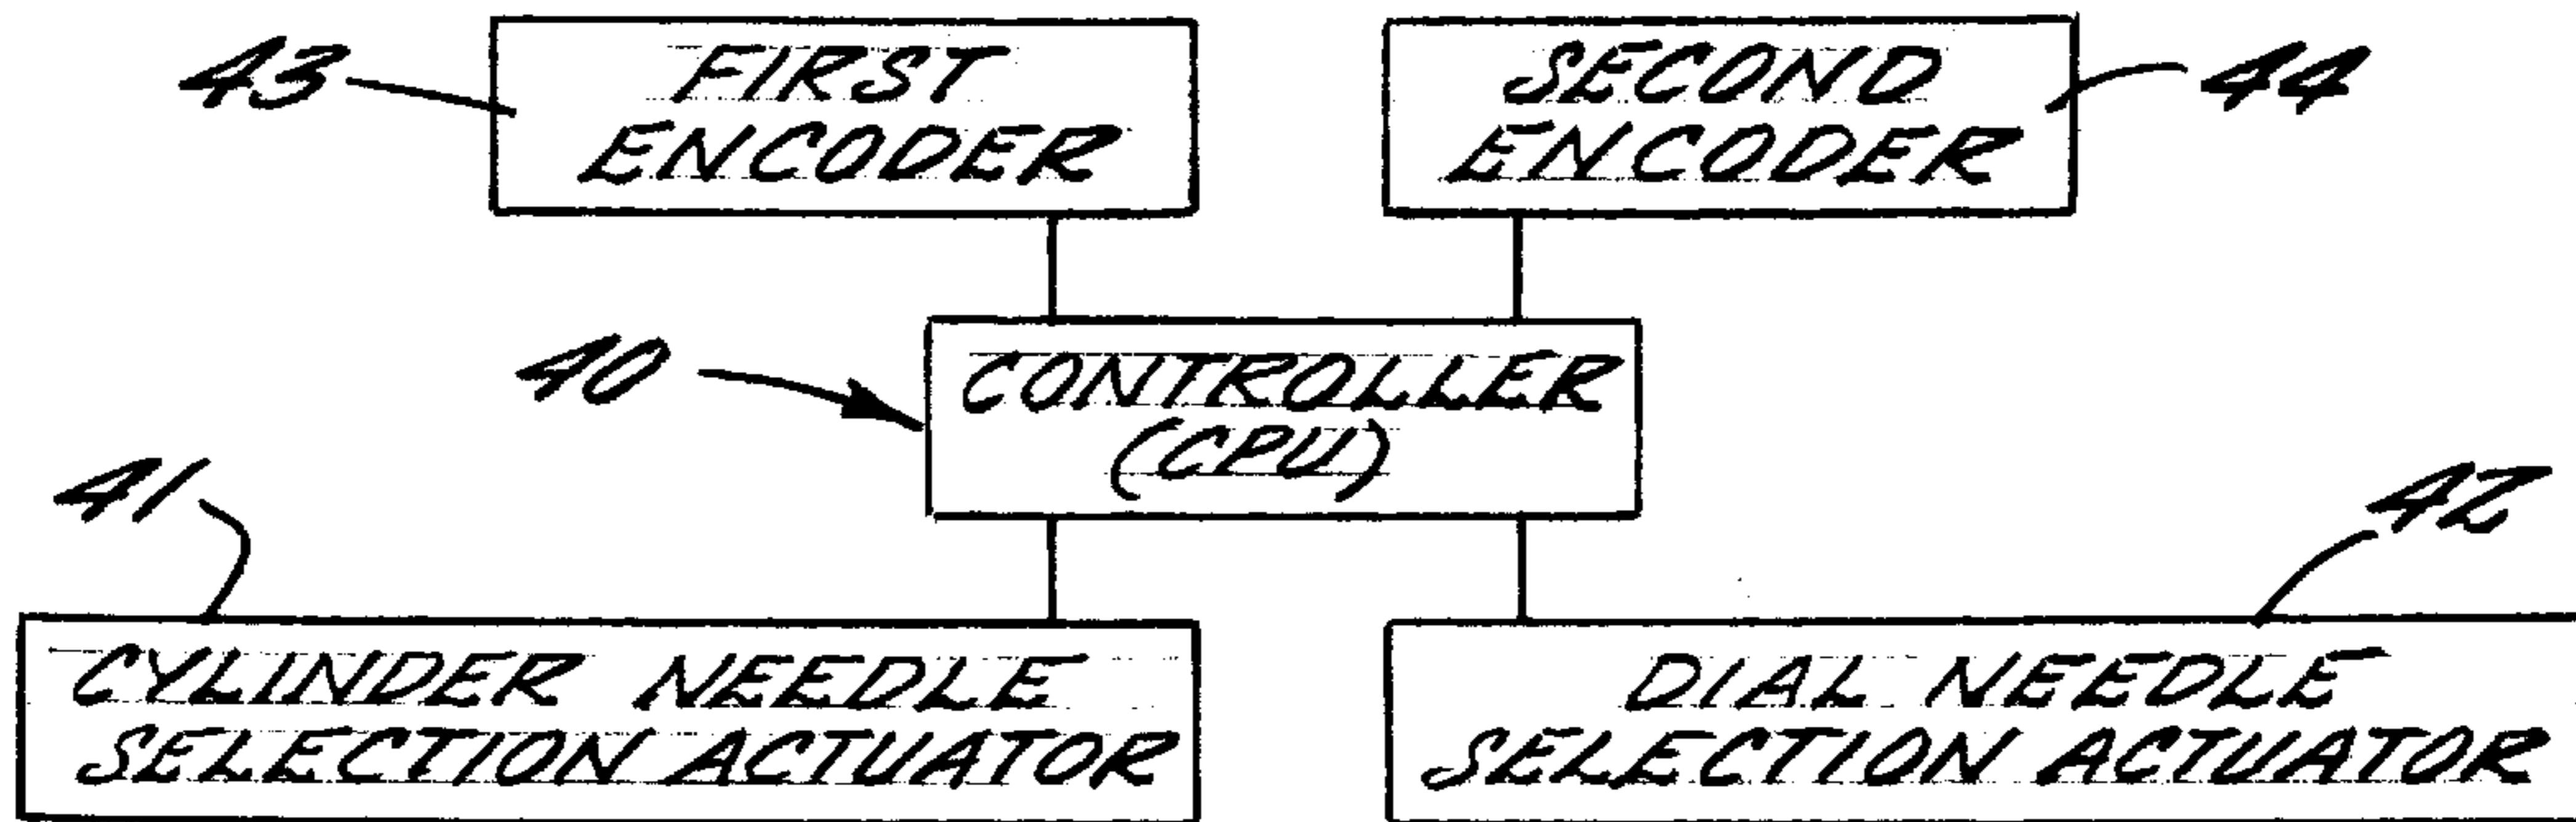 43
FIRST
ENCODER
SECOND
ENCODER
44
40
CONTROLLER
(CPU)
41
42
CYLINDER NEEDLE
SELECTION ACTUATOR
DIAL NEEDLE
SELECTION ACTUATOR